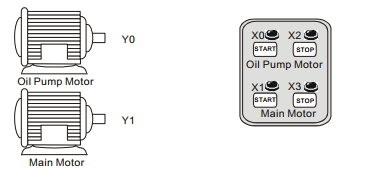 Y0
Oil Pump Motor
Y1
Main Motor
X0 X2
START STOP
Oil Pump Motor
X1 X3
START STOP
Main Motor